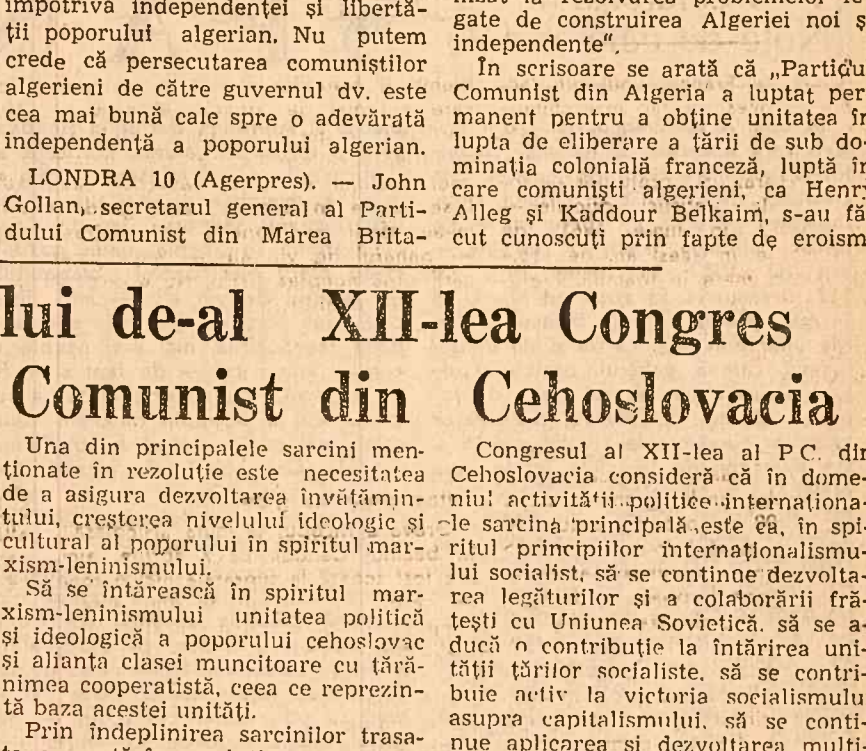 împotriva independenței și libertă-
ții poporului algerian. Nu putem
crede că persecutarea comuniștilor
algerieni de către guvernul dv. este
cea mai bună cale spre o adevărată
independență a poporului algerian.
LONDRA 10 (Agerpres). — John
Gollan, secretarul general al Parti-
dului Comunist din Marea Brita-
gate de construirea Algeriei noi ș
independente“.
În scrisoare se arată că „Partidu
Comunist din Algeria a luptat per
manent pentru a obține unitatea în
lupta de eliberare a țării de sub do-
minația colonială franceză, luptă în
care comuniști algerieni, ca Henry
Alleg și Kaddour Belkaim, s-au fă
cut cunoscuți prin fapte de eroism
lui de-al XII-lea Congres
Comunist din Cehoslovacia
Una din principalele sarcini men-
ționate în rezoluție este necesitatea
de a asigura dezvoltarea învățămîn-
tului, creșterea nivelului ideologic și
cultural al poporului în spiritul mar-
xism-leninismului.
Să se întărească în spiritul mar-
xism-leninismului unitatea politică
și ideologică a poporului cehoslovac
și alianța clasei muncitoare cu țără-
nimea cooperatistă, ceea ce reprezin-
tă baza acestei unități.
Prin îndeplinirea sarcinilor trasa-
Congresul al XII-lea al P C. din
Cehoslovacia consideră că în dome-
niul activității politice internaționa-
le sarcina principală este ca, în spi-
ritul principiilor internaționalismu-
lui socialist, să se continue dezvolta-
rea legăturilor și a colaborării fră-
țești cu Uniunea Sovietică, să se a-
ducă o contribuție la întărirea uni-
tății țărilor socialiste, să se contri-
buie activ la victoria socialismulu
asupra capitalismului, să se conti-
nue aplicarea și dezvoltarea multi-